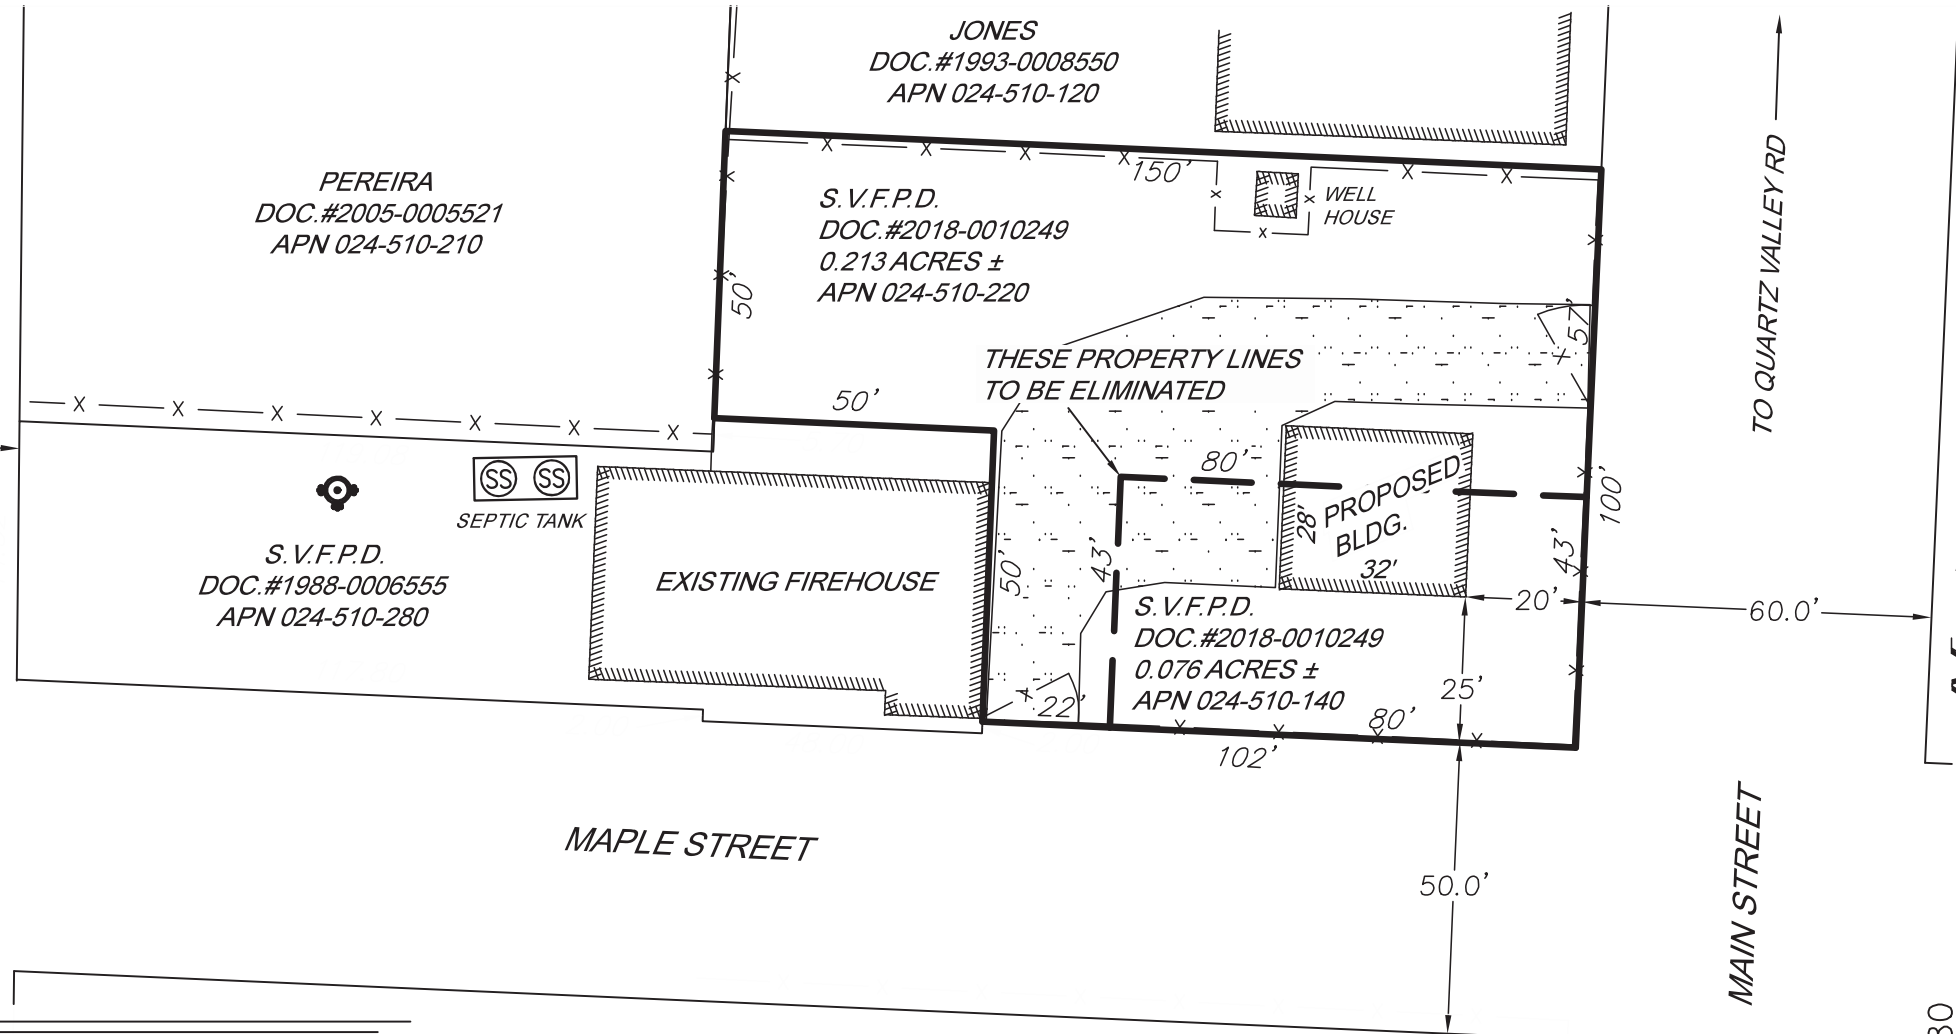 JONES
DOC.#1993-0008550
APN 024-510-120
PEREIRA
DOC.#2005-0005521
APN 024-510-210
S.V.F.P.D.
DOC.#2018-0010249
0.213 ACRES ±
APN 024-510-220
150'
WELL
HOUSE
TO QUARTZ VALLEY RD
50'
57'
THESE PROPERTY LINES
TO BE ELIMINATED
50'
80'
PROPOSED
BLDG.
28'
32'
100'
43'
SS SS
SEPTIC TANK
S.V.F.P.D.
DOC.#1988-0006555
APN 024-510-280
EXISTING FIREHOUSE
50'
43'
S.V.F.P.D.
DOC.#2018-0010249
0.076 ACRES ±
APN 024-510-140
20'
60.0'
25'
22'
80'
102'
MAPLE STREET
50.0'
MAIN STREET